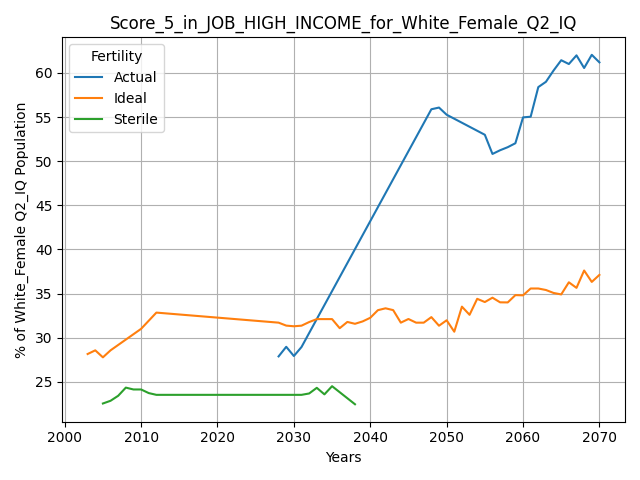 Score_5_in_JOB_HIGH_INCOME_for_White_Female_Q2_IQ
Fertility
Actual
Ideal
Sterile
% of White_Female Q2_IQ Population
60
55
50
45
40
35
30
25
2000 2010 2020 2030 2040 2050 2060 2070
Years